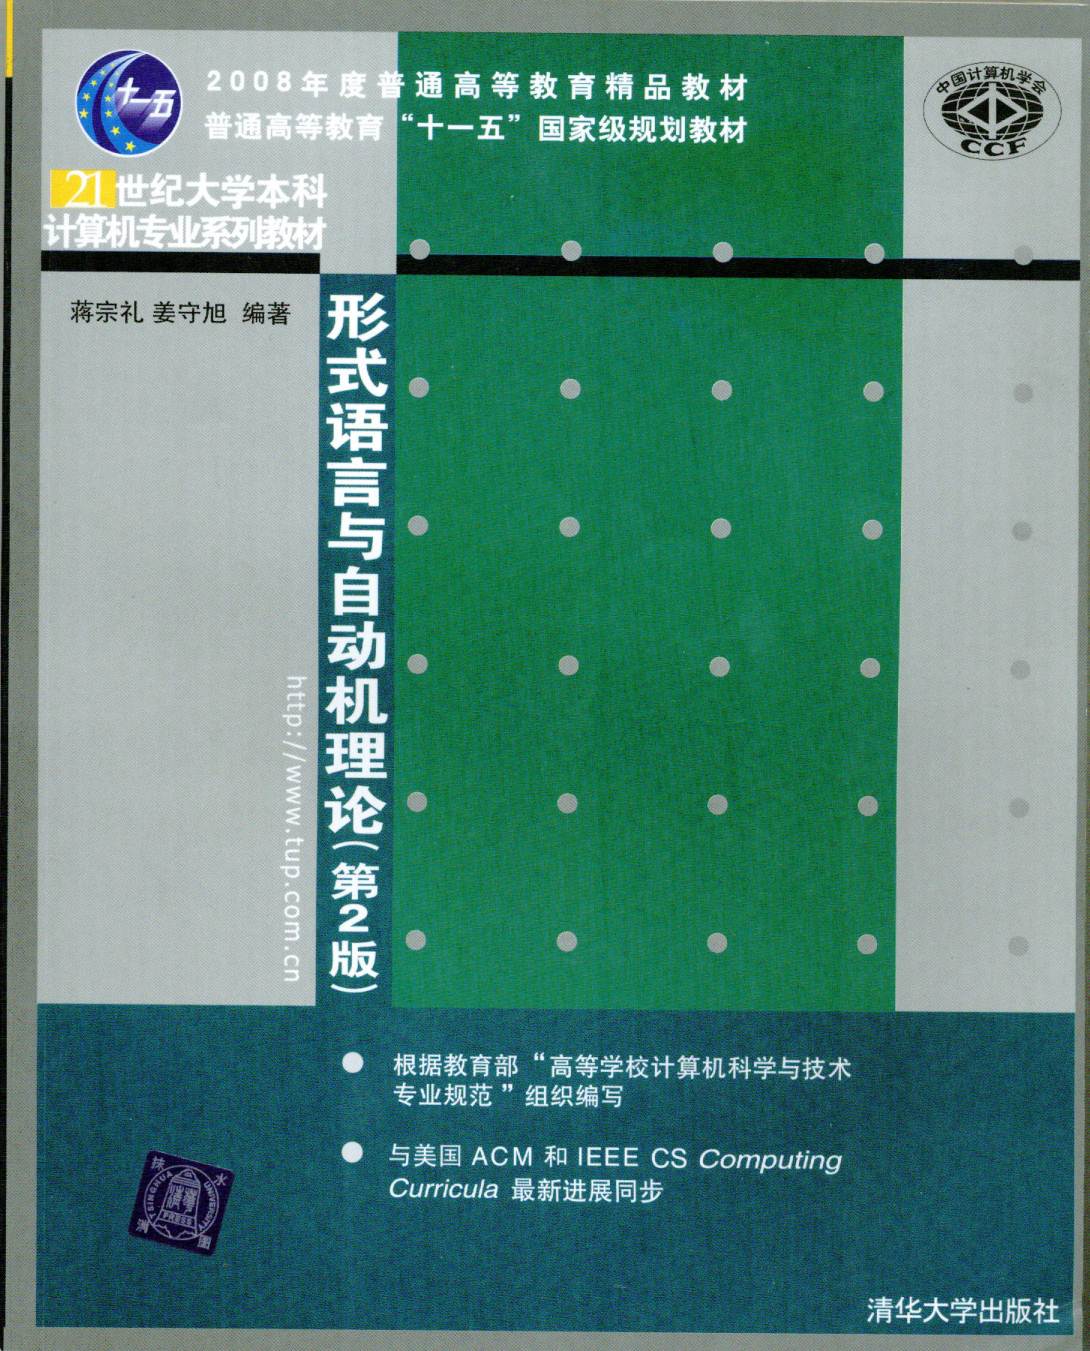 十一五
2008年度普通高等教育精品教材
普通高等教育“十一五”国家级规划教材
中国计算机学会
CCF
21世纪大学本科
计算机专业系列教材
蒋宗礼 姜守旭 编著
形式语言与自动机理论(第2版)
http://www.tup.com.cn
根据教育部“高等学校计算机科学与技术
专业规范”组织编写
与美国 ACM 和 IEEE CS Computing
Curricula 最新进展同步
TSINGHUA UNIVERSITY
PRESS
清华大学出版社